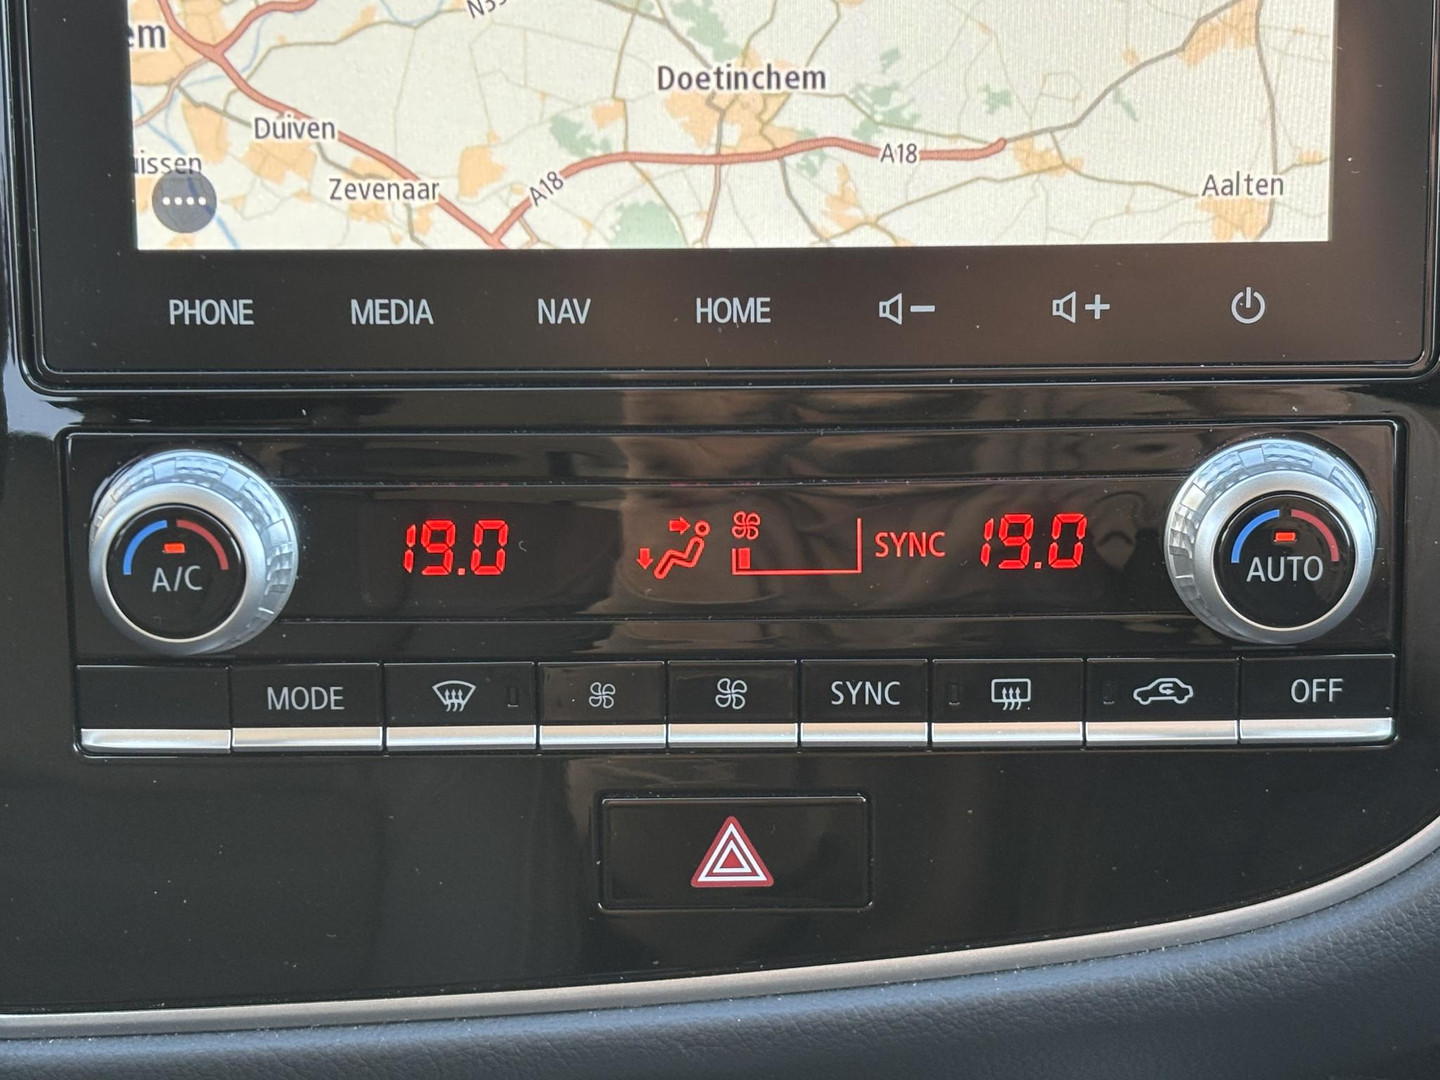 Doetinchem
Duiven
A18
Zevenaar
A18
Aalten
PHONE MEDIA NAV HOME
A/C 19.0 SYNC 19.0 AUTO
MODE SYNC OFF